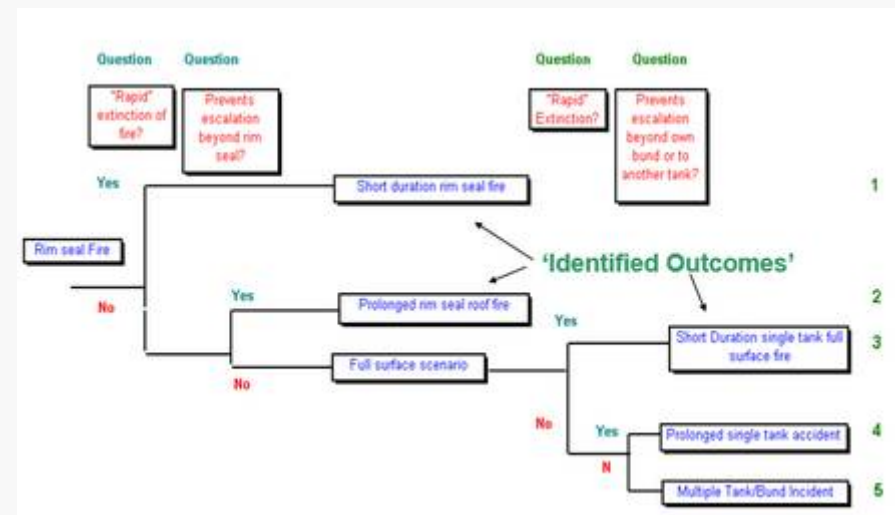 Question
Question
Question
Question
"Rapid"
extinction of
fire?
Prevents
escalation
beyond rim
seal?
"Rapid"
Extinction?
Prevents
escalation
beyond own
bund or to
another tank?
Yes
Short duration rim seal fire
1
Rim seal Fire
'Identified Outcomes'
No
Yes
Prolonged rim seal roof fire
2
Yes
Short Duration single tank full
surface fire
3
Full surface scenario
No
No
Yes
Prolonged single tank accident
4
N
Multiple Tank/Bund Incident
5